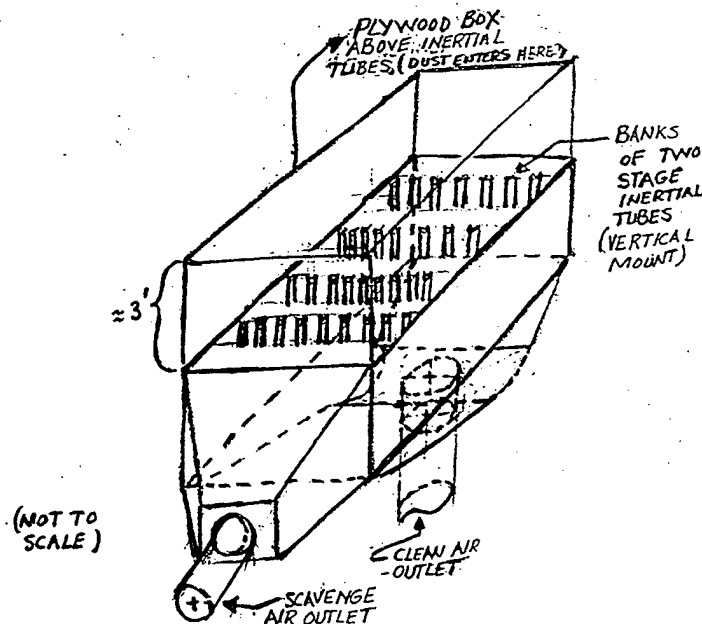 PLYWOOD BOX
ABOVE INERTIAL
TUBES. (DUST ENTERS HERE?)
BANKS
OF TWO
STAGE
INERTIAL
TUBES
(VERTICAL
MOUNT)
≈3'
(NOT TO
SCALE)
CLEAN AIR
OUTLET
SCAVENGE
AIR OUTLET